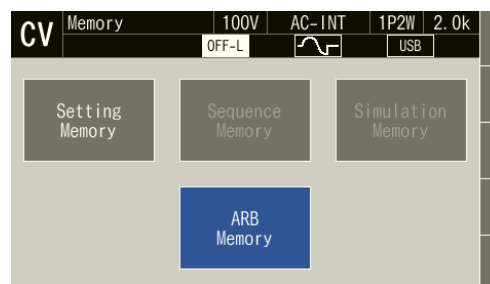 CV Memory 100V AC-INT 1P2W 2.0k
OFF-L USB
Setting Sequence Simulation
Memory Memory Memory
ARB
Memory